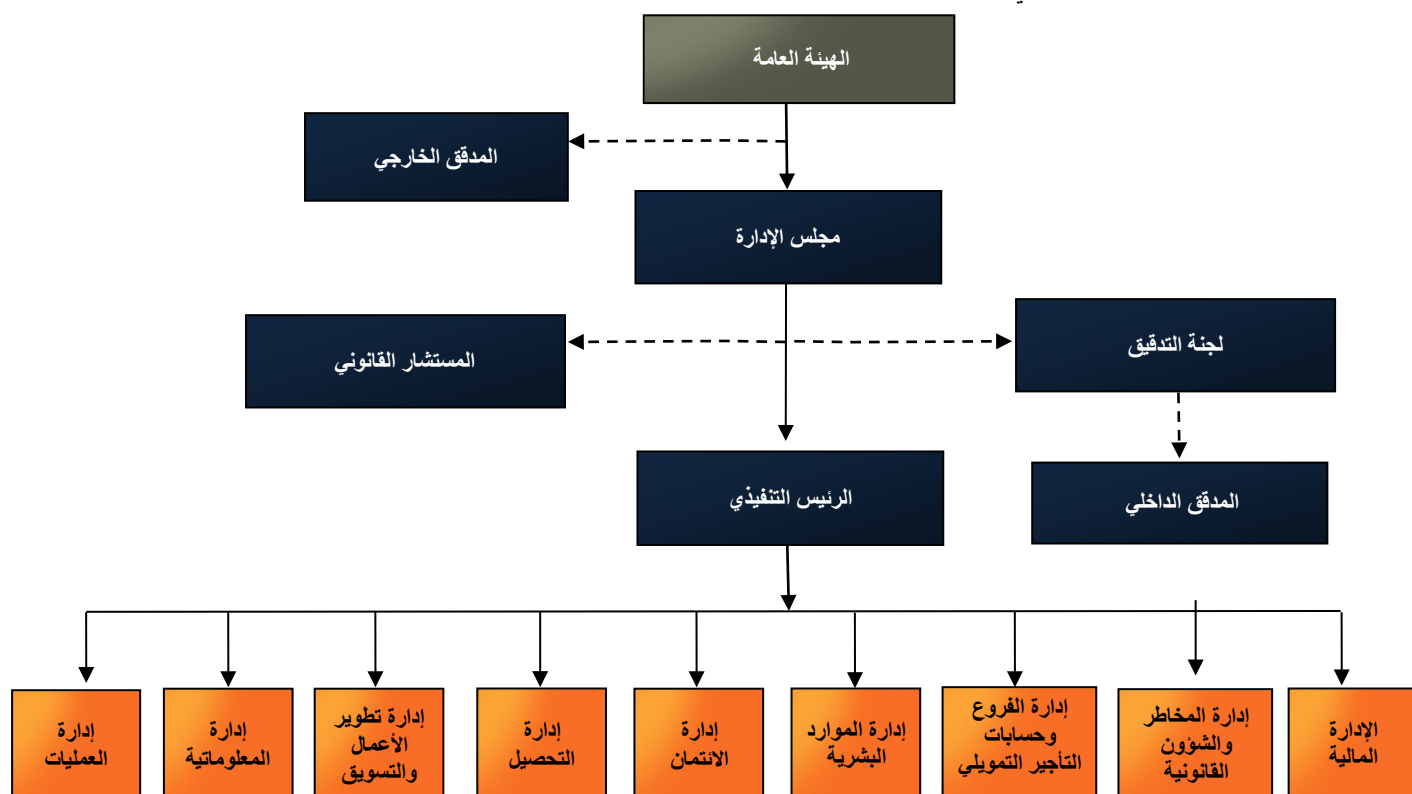 الهيئة العامة
المدقق الخارجي
مجلس الإدارة
لجنة التدقيق
المستشار القانوني
الرئيس التنفيذي
المدقق الداخلي
الإدارة
المالية
إدارة المخاطر
والشؤون
القانونية
إدارة الفروع
وحسابات
التأجير التمويلي
إدارة الموارد
البشرية
إدارة
الائتمان
إدارة
التحصيل
إدارة تطوير
الأعمال
والتسويق
إدارة
المعلوماتية
إدارة
العمليات